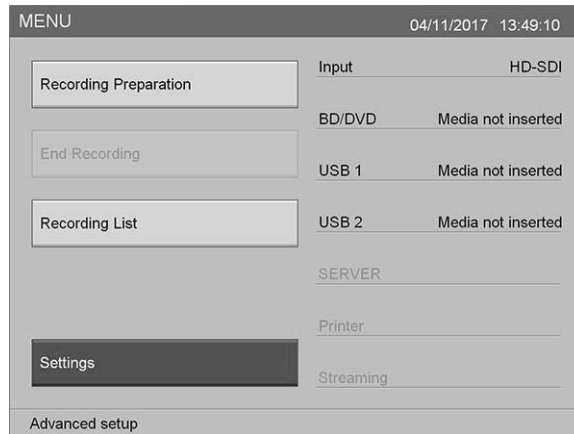 MENU 04/11/2017 13:49:10
Recording Preparation
End Recording
Recording List
Settings
Input HD-SDI
BD/DVD Media not inserted
USB 1 Media not inserted
USB 2 Media not inserted
SERVER
Printer
Streaming
Advanced setup